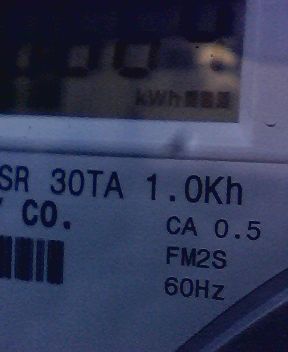 kWh
SR 30TA 1.0Kh
Y CO.
CA 0.5
FM2S
60Hz